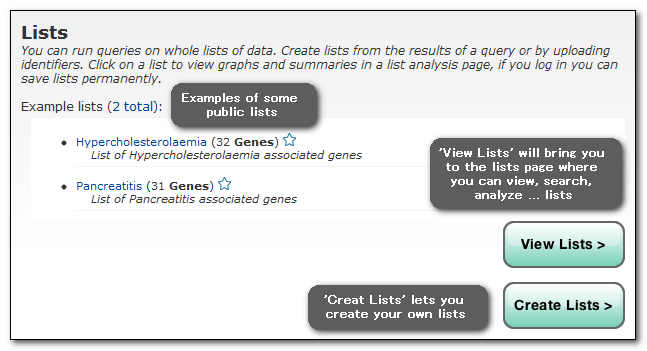 Lists
You can run queries on whole lists of data. Create lists from the results of a query or by uploading
identifiers. Click on a list to view graphs and summaries in a list analysis page, if you log in you can
save lists permanently.
Example lists (2 total):
Examples of some
public lists
• Hypercholesterolaemia (32 Genes)
List of Hypercholesterolaemia associated genes
• Pancreatitis (31 Genes)
List of Pancreatitis associated genes
'View Lists' will bring you
to the lists page where
you can view, search,
analyze ... lists
View Lists >
'Creat Lists' lets you
create your own lists
Create Lists >